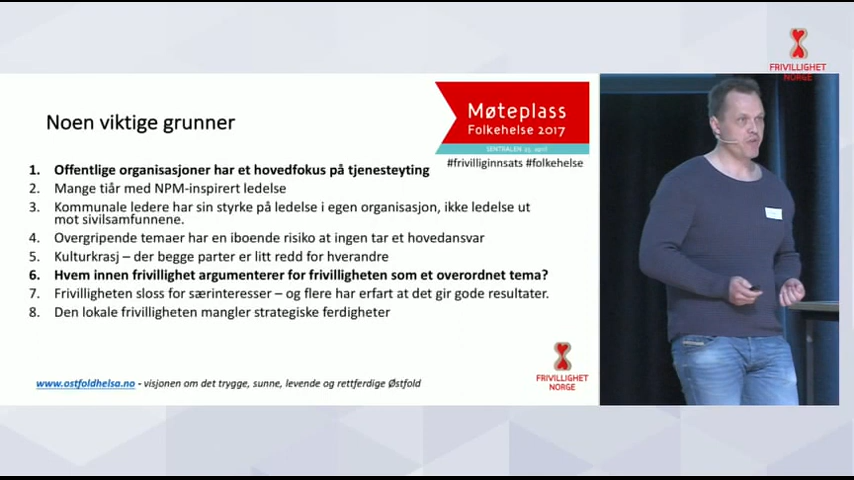 FRIVILLIGHET
NORGE
Noen viktige grunner
Møteplass
Folkehelse 2017
SENTRALEN 25. april
#frivilliginnsats #folkehelse
1. Offentlige organisasjoner har et hovedfokus på tjenesteyting
2. Mange tiår med NPM-inspirert ledelse
3. Kommunale ledere har sin styrke på ledelse i egen organisasjon, ikke ledelse ut
mot sivilsamfunnene.
4. Overgripende temaer har en iboende risiko at ingen tar et hovedansvar
5. Kulturkrasj – der begge parter er litt redd for hverandre
6. Hvem innen frivillighet argumenterer for frivilligheten som et overordnet tema?
7. Frivilligheten sloss for særinteresser – og flere har erfart at det gir gode resultater.
8. Den lokale frivilligheten mangler strategiske ferdigheter
FRIVILLIGHET
NORGE
www.ostfoldhelsa.no - visjonen om det trygge, sunne, levende og rettferdige Østfold